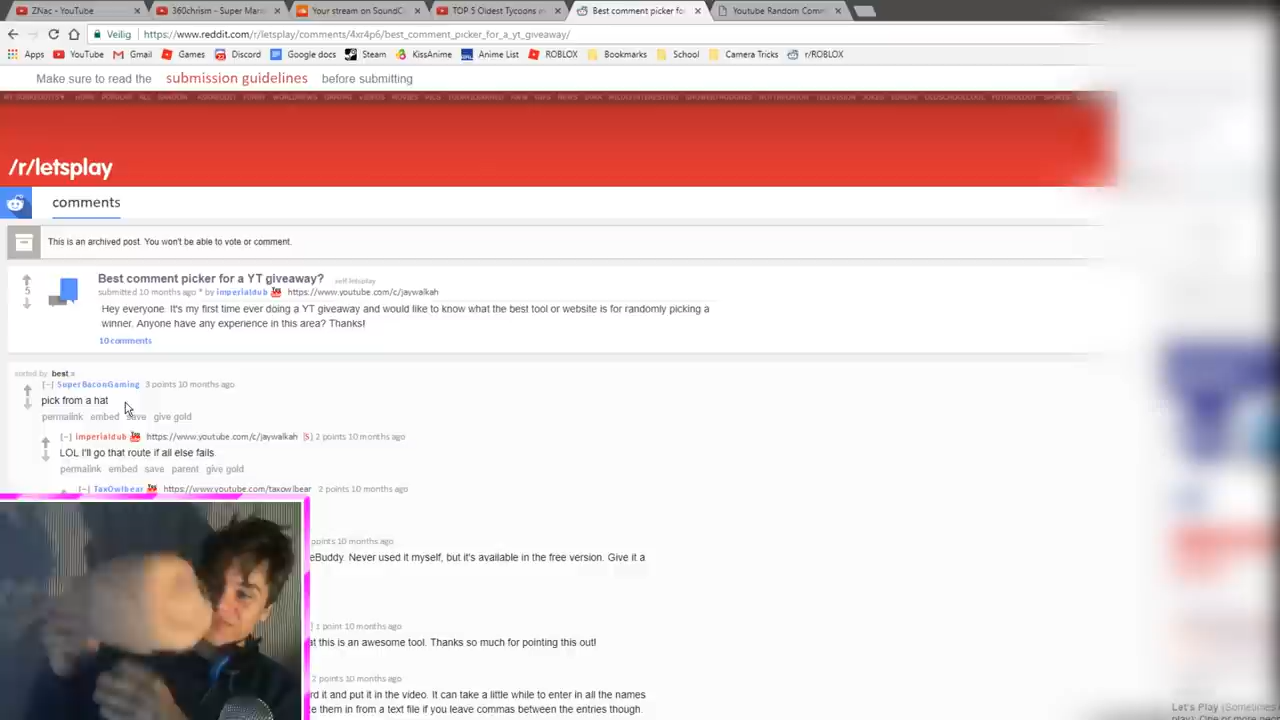 ZNac - YouTube
360chrism - Super Mari
Your stream on SoundC
TOP 5 Oldest Tycoons in
Best comment picker for
Youtube Random Comm
Veilig https://www.reddit.com/r/letsplay/comments/4xr4p6/best_comment_picker_for_a_yt_giveaway/
Apps YouTube Gmail Games Discord Google docs Steam KissAnime Anime List ROBLOX Bookmarks School Camera Tricks r/ROBLOX
Make sure to read the submission guidelines before submitting
/r/letsplay
comments
This is an archived post. You won't be able to vote or comment.
Best comment picker for a YT giveaway? self.letsplay
5
submitted 10 months ago * by imperialdub https://www.youtube.com/c/jaywalkah
Hey everyone. It's my first time ever doing a YT giveaway and would like to know what the best tool or website is for randomly picking a
winner. Anyone have any experience in this area? Thanks!
10 comments
sorted by best
[–] SuperBaconGaming 3 points 10 months ago
pick from a hat
permalink embed save give gold
[–] imperialdub https://www.youtube.com/c/jaywalkah [S] 2 points 10 months ago
LOL I'll go that route if all else fails
permalink embed save parent give gold
[–] TaxOwlbear https://www.youtube.com/taxowlbear 2 points 10 months ago
points 10 months ago
eBuddy. Never used it myself, but it's available in the free version. Give it a
1 point 10 months ago
at this is an awesome tool. Thanks so much for pointing this out!
2 points 10 months ago
rd it and put it in the video. It can take a little while to enter in all the names
e them in from a text file if you leave commas between the entries though.
Let's Play (Sometimes
play): One or more